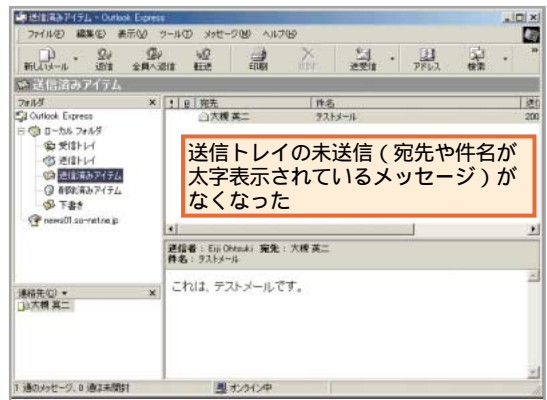 送信済みアイテム - Outlook Express
ファイル(F) 編集(E) 表示(V) ツール(T) メッセージ(M) ヘルプ(H)
新しいメール 返信 全員へ返信 転送 印刷 削除 送受信 アドレス 検索
送信済みアイテム
フォルダ
! 宛先 件名
Outlook Express
大槻 英二 テストメール 200
ローカル フォルダ
受信トレイ
送信トレイ
送信済みアイテム
削除済みアイテム
下書き
news01.so-net.ne.jp
送信トレイの未送信(宛先や件名が
太字表示されているメッセージ)が
なくなった
送信者: Eiji Ohtsuki 宛先: 大槻 英二
件名: テストメール
これは、テストメールです。
連絡先(C)
大槻 英二
1 通のメッセージ、0 通は未開封 オンライン中